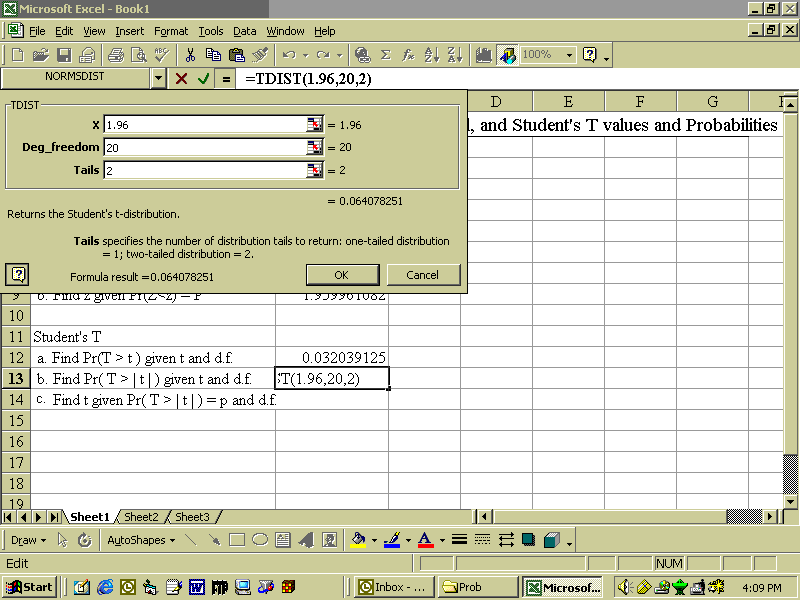 Microsoft Excel - Book1
File Edit View Insert Format Tools Data Window Help
100%
NORMSDIST = =TDIST(1.96,20,2)
TDIST
X 1.96 = 1.96
Deg_freedom 20 = 20
Tails 2 = 2
= 0.064078251
Returns the Student's t-distribution.
Tails specifies the number of distribution tails to return: one-tailed distribution
= 1; two-tailed distribution = 2.
Formula result =0.064078251
OK Cancel
D E F G
, and Student's T values and Probabilities
9 b. Find z given Pr(Z<z) = P 1.959961082
10
11 Student's T
12 a. Find Pr(T > t ) given t and d.f. 0.032039125
13 b. Find Pr( T > | t | ) given t and d.f. T(1.96,20,2)
14 c. Find t given Pr( T > | t | ) = p and d.f.
15
16
17
18
19
Sheet1 Sheet2 Sheet3
Draw AutoShapes
Edit NUM
Start Inbox - ... Prob Microsof... 4:09 PM